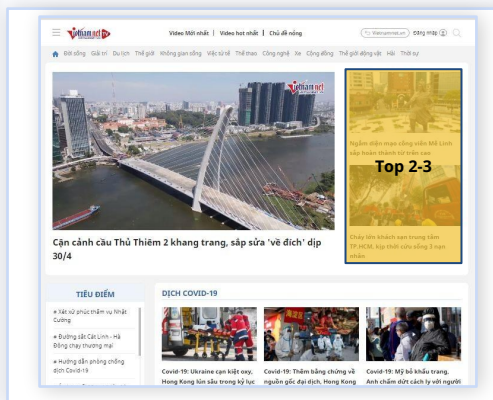 vietnamnet TV
Video Mới nhất | Video hot nhất | Chủ đề nóng
Vietnamnet.vn
Đăng nhập
Đời sống Giải trí Du lịch Thế giới Không gian sống Việc tử tế Thể thao Công nghệ Xe Cộng đồng Thế giới động vật Hài Thời sự
vietnamnet
Ngắm diện mạo công viên Mê Linh
sắp hoàn thành từ trên cao
Top 2-3
Cháy lớn khách sạn trung tâm
TP.HCM, kịp thời cứu sống 3 nạn
nhân
Cận cảnh cầu Thủ Thiêm 2 khang trang, sắp sửa 'về đích' dịp
30/4
TIÊU ĐIỂM
# Xét xử phúc thẩm vụ Nhật
Cường
# Đường sắt Cát Linh - Hà
Đông chạy thương mại
# Hướng dẫn phòng chống
dịch Covid-19
DỊCH COVID-19
Covid-19: Ukraine cạn kiệt oxy,
Hong Kong lún sâu trong kỷ lục
Covid-19: Thêm bằng chứng về
nguồn gốc đại dịch, Hong Kong
Covid-19: Mỹ bỏ khẩu trang,
Anh chấm dứt cách ly với người